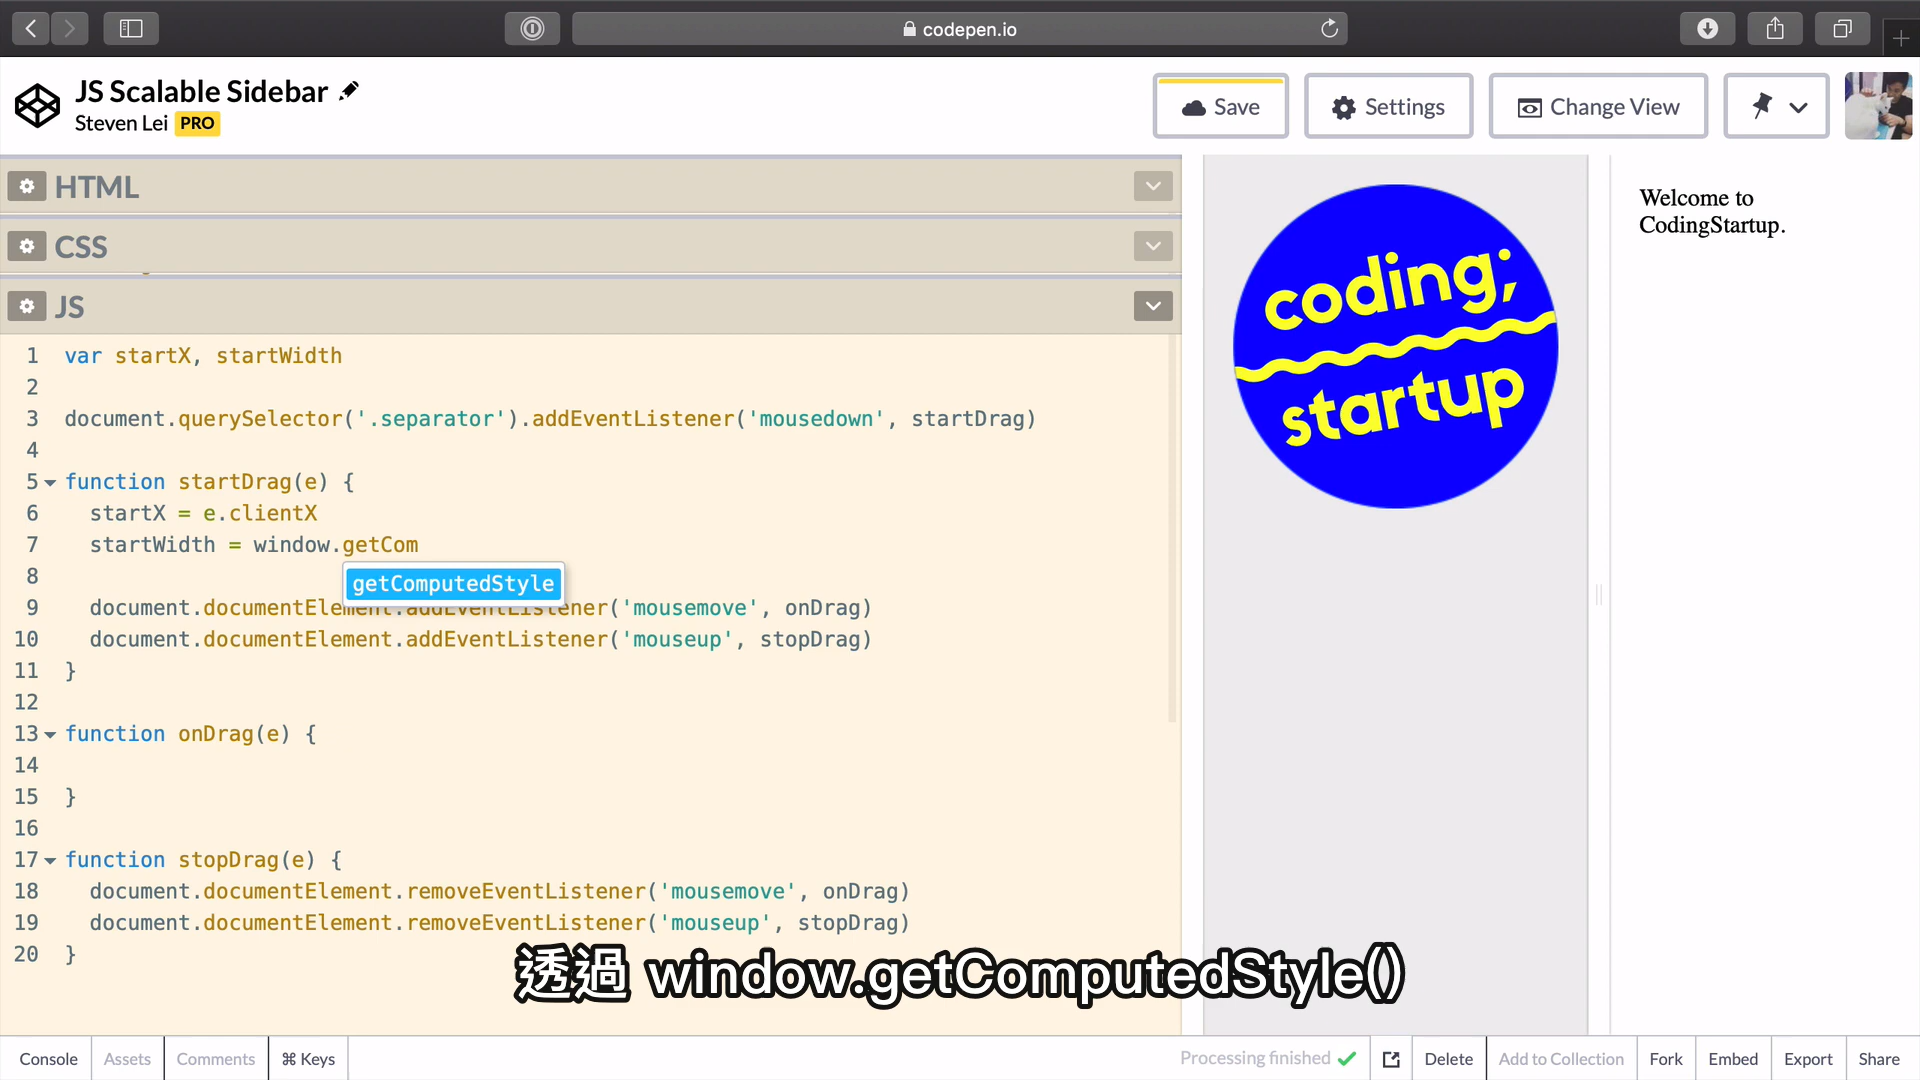 codepen.io
JS Scalable Sidebar
Steven Lei PRO
Save
Settings
Change View
HTML
CSS
JS
1 var startX, startWidth
2
3 document.querySelector('.separator').addEventListener('mousedown', startDrag)
4
5 function startDrag(e) {
6 startX = e.clientX
7 startWidth = window.getCom
getComputedStyle
8
9 document.documentElement.addEventListener('mousemove', onDrag)
10 document.documentElement.addEventListener('mouseup', stopDrag)
11 }
12
13 function onDrag(e) {
14
15 }
16
17 function stopDrag(e) {
18 document.documentElement.removeEventListener('mousemove', onDrag)
19 document.documentElement.removeEventListener('mouseup', stopDrag)
20 }
coding;
startup
Welcome to
CodingStartup.
透過 window.getComputedStyle()
Console Assets Comments ⌘ Keys Processing finished Delete Add to Collection Fork Embed Export Share